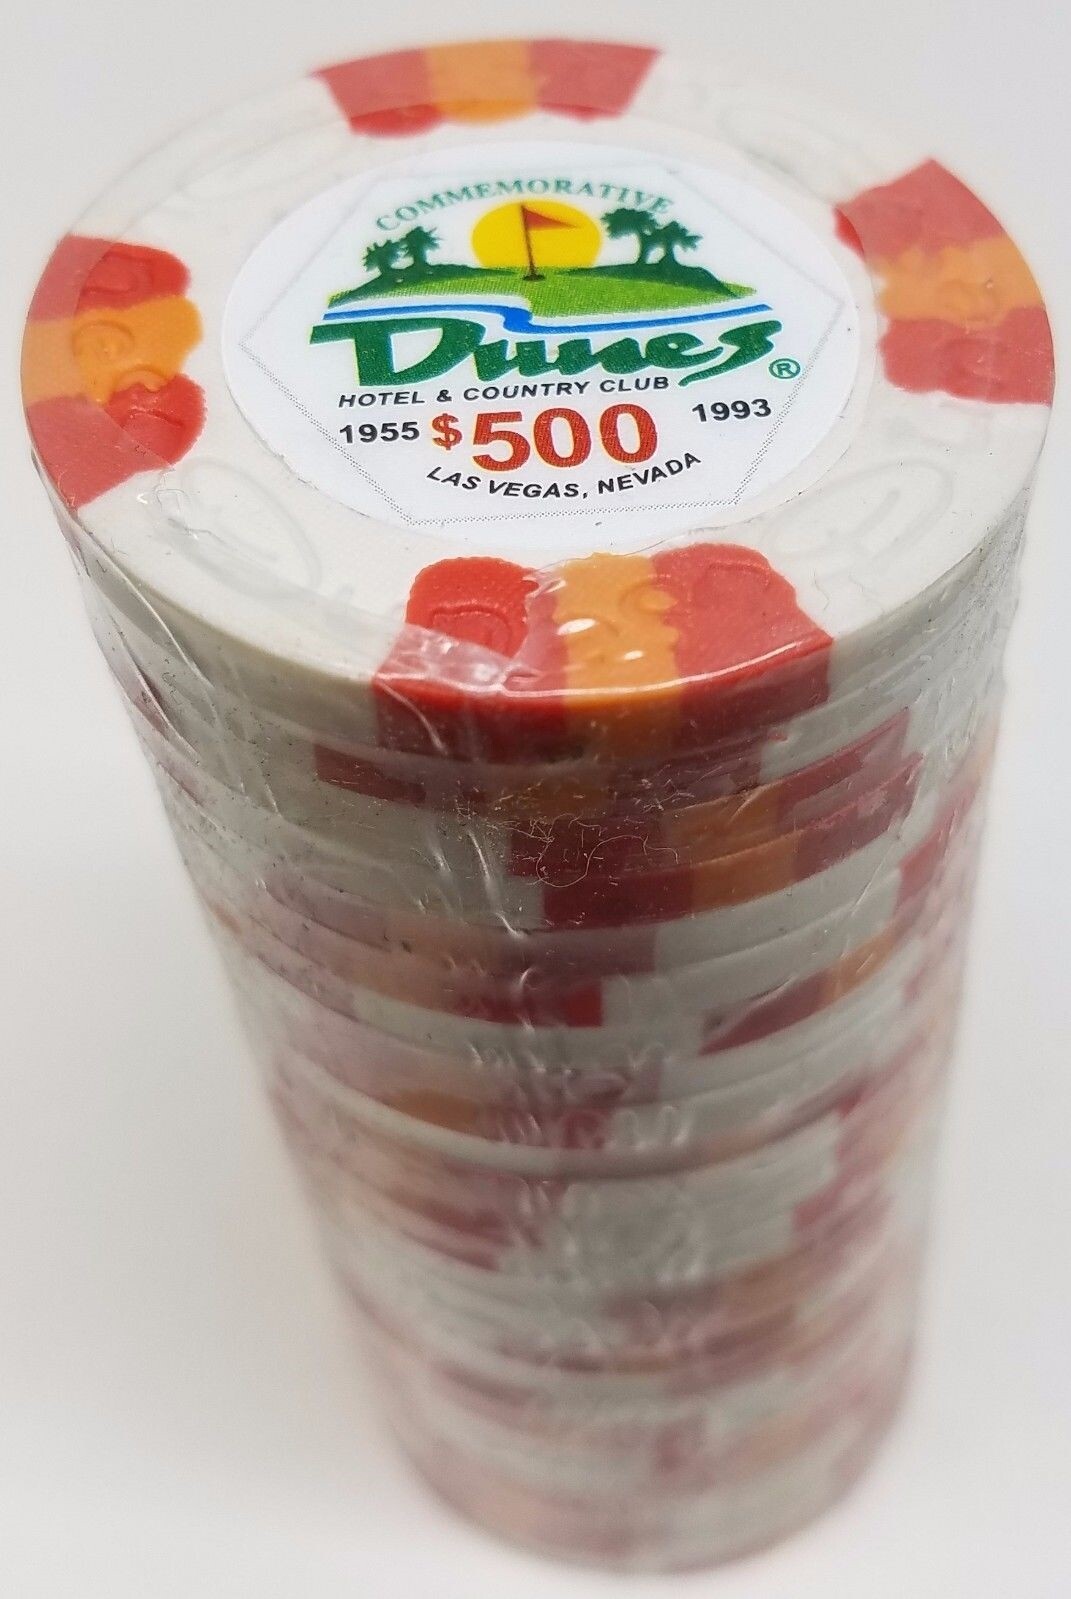 COMMEMORATIVE
Dunes®
HOTEL & COUNTRY CLUB
1955 $500 1993
LAS VEGAS, NEVADA